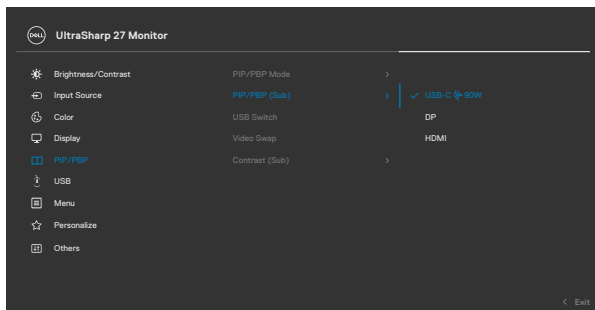 DELL UltraSharp 27 Monitor
Brightness/Contrast PIP/PBP Mode
Input Source PIP/PBP (Sub) USB-C 90W
Color USB Switch DP
Display Video Swap HDMI
PIP/PBP Contrast (Sub)
USB
Menu
Personalize
Others
Exit